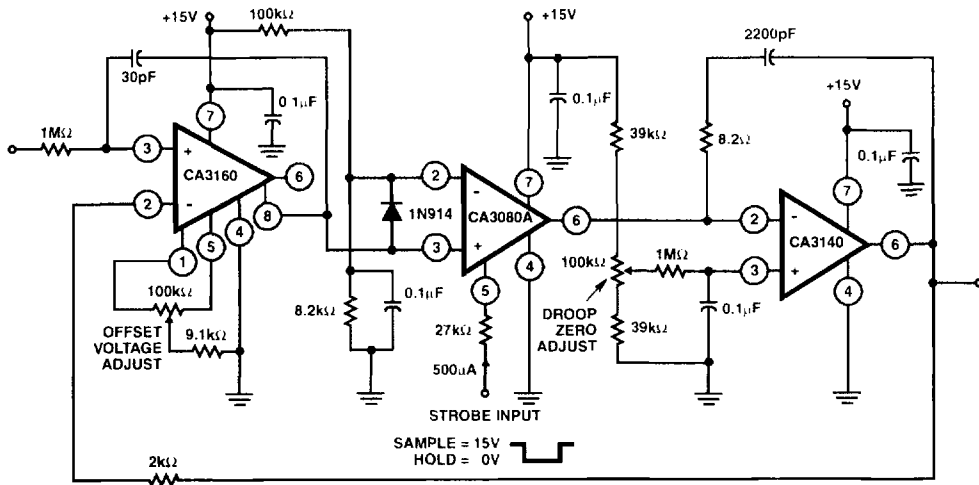 +15V
100kΩ
30pF
0.1μF
7
1MΩ
3
+
CA3160
6
2
-
8
1
5
4
100kΩ
OFFSET
VOLTAGE
ADJUST
9.1kΩ
8.2kΩ
0.1μF
1N914
+15V
0.1μF
2
-
7
CA3080A
6
3
+
5
4
27kΩ
500μA
STROBE INPUT
SAMPLE = 15V
HOLD = 0V
39kΩ
100kΩ
DROOP
ZERO
ADJUST
39kΩ
1MΩ
0.1μF
2200pF
8.2Ω
+15V
0.1μF
7
2
-
CA3140
6
3
+
4
2kΩ